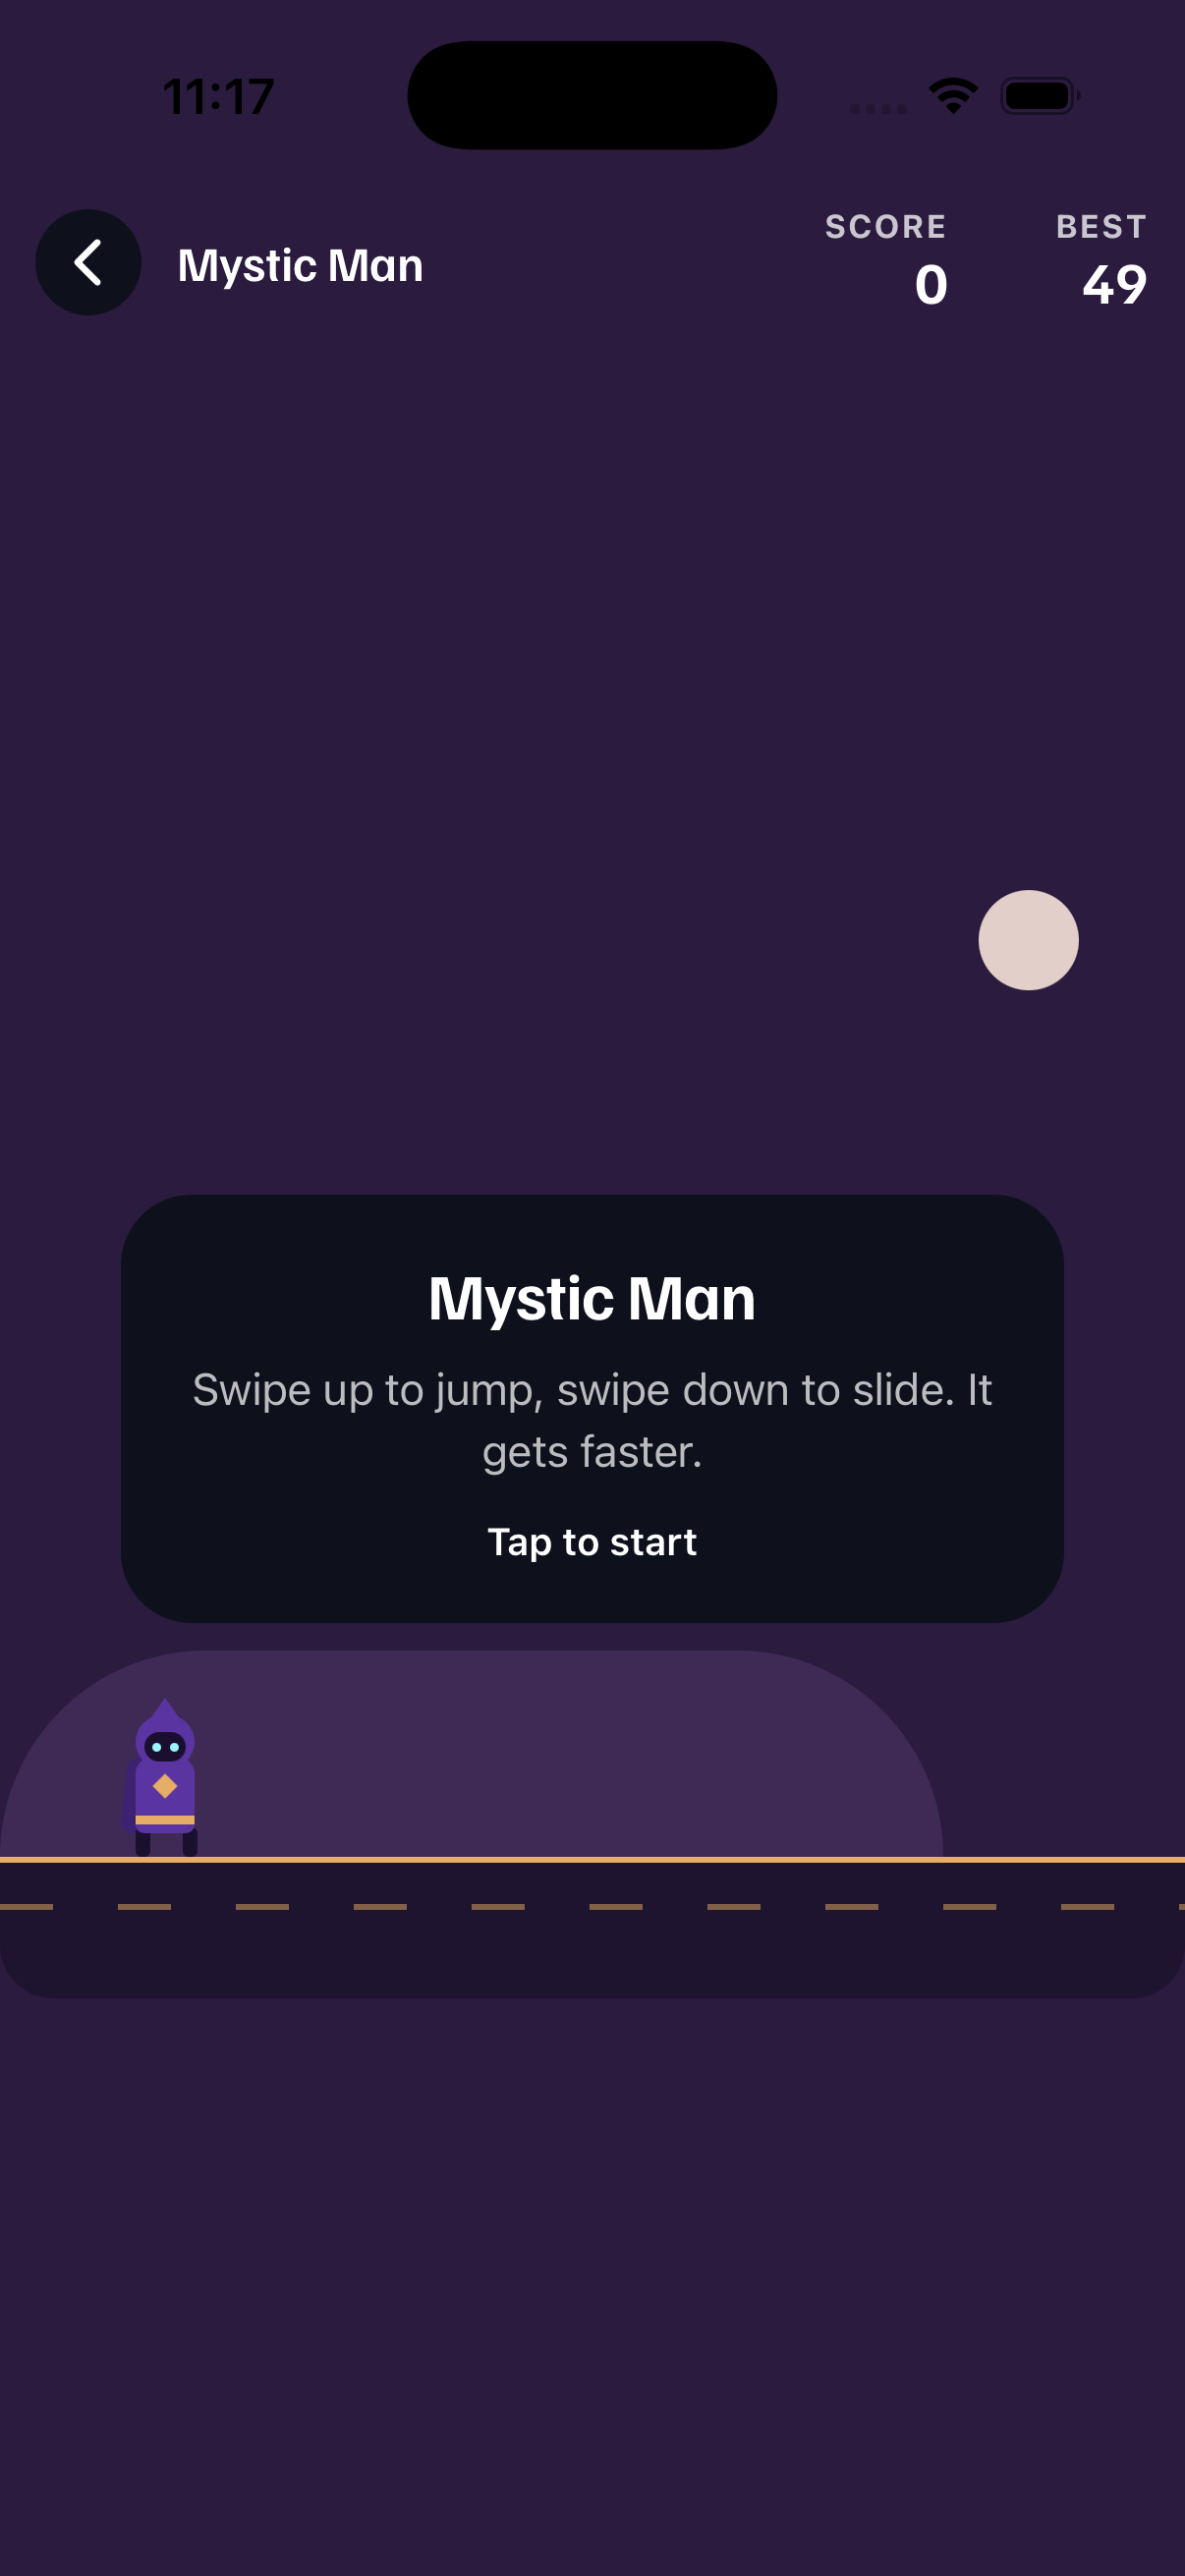 11:17
Mystic Man
SCORE
0
BEST
49
Mystic Man
Swipe up to jump, swipe down to slide. It
gets faster.
Tap to start